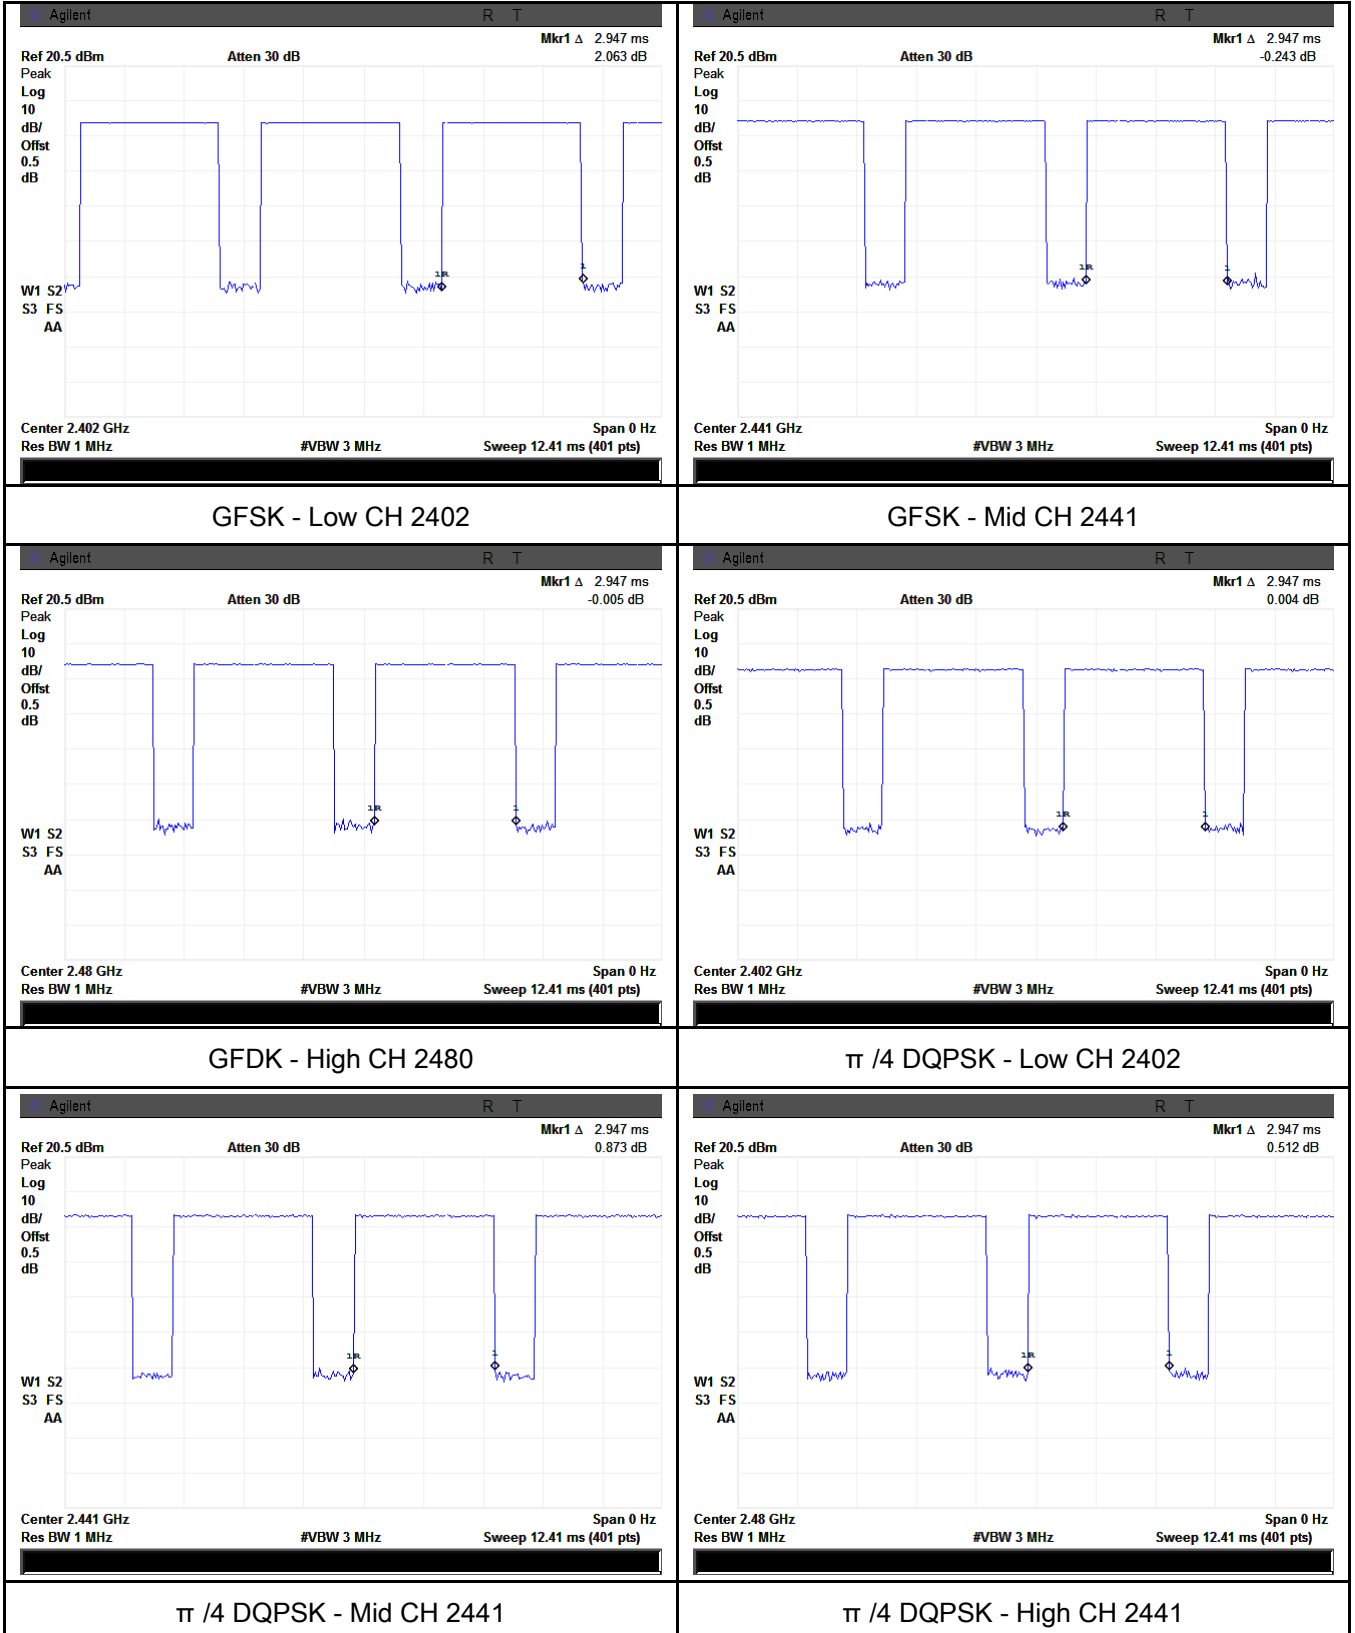 Agilent R T
Mkr1 Δ 2.947 ms
Ref 20.5 dBm Atten 30 dB 2.063 dB
Peak
Log
10
dB/
Offst
0.5
dB
1R
1
W1 S2
S3 FS
AA
Center 2.402 GHz Span 0 Hz
Res BW 1 MHz #VBW 3 MHz Sweep 12.41 ms (401 pts)
GFSK - Low CH 2402
Agilent R T
Mkr1 Δ 2.947 ms
Ref 20.5 dBm Atten 30 dB -0.243 dB
Peak
Log
10
dB/
Offst
0.5
dB
1R
1
W1 S2
S3 FS
AA
Center 2.441 GHz Span 0 Hz
Res BW 1 MHz #VBW 3 MHz Sweep 12.41 ms (401 pts)
GFSK - Mid CH 2441
Agilent R T
Mkr1 Δ 2.947 ms
Ref 20.5 dBm Atten 30 dB -0.005 dB
Peak
Log
10
dB/
Offst
0.5
dB
1R
1
W1 S2
S3 FS
AA
Center 2.48 GHz Span 0 Hz
Res BW 1 MHz #VBW 3 MHz Sweep 12.41 ms (401 pts)
GFDK - High CH 2480
Agilent R T
Mkr1 Δ 2.947 ms
Ref 20.5 dBm Atten 30 dB 0.004 dB
Peak
Log
10
dB/
Offst
0.5
dB
1R
1
W1 S2
S3 FS
AA
Center 2.402 GHz Span 0 Hz
Res BW 1 MHz #VBW 3 MHz Sweep 12.41 ms (401 pts)
π /4 DQPSK - Low CH 2402
Agilent R T
Mkr1 Δ 2.947 ms
Ref 20.5 dBm Atten 30 dB 0.873 dB
Peak
Log
10
dB/
Offst
0.5
dB
1R
1
W1 S2
S3 FS
AA
Center 2.441 GHz Span 0 Hz
Res BW 1 MHz #VBW 3 MHz Sweep 12.41 ms (401 pts)
π /4 DQPSK - Mid CH 2441
Agilent R T
Mkr1 Δ 2.947 ms
Ref 20.5 dBm Atten 30 dB 0.512 dB
Peak
Log
10
dB/
Offst
0.5
dB
1R
1
W1 S2
S3 FS
AA
Center 2.48 GHz Span 0 Hz
Res BW 1 MHz #VBW 3 MHz Sweep 12.41 ms (401 pts)
π /4 DQPSK - High CH 2441